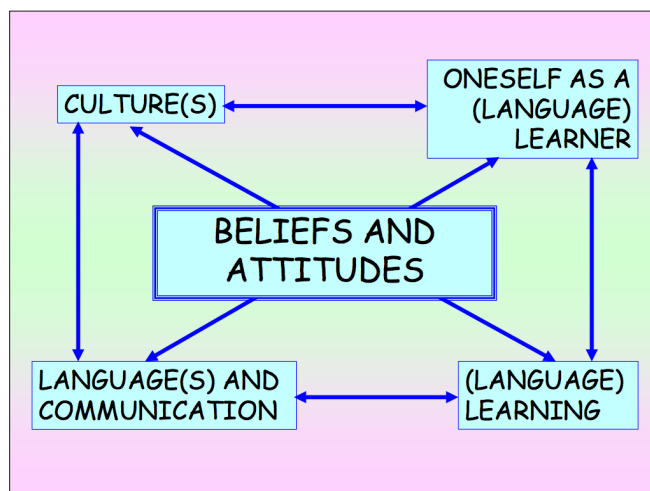 CULTURE(S)
ONESELF AS A
(LANGUAGE)
LEARNER
BELIEFS AND
ATTITUDES
LANGUAGE(S) AND
COMMUNICATION
(LANGUAGE)
LEARNING